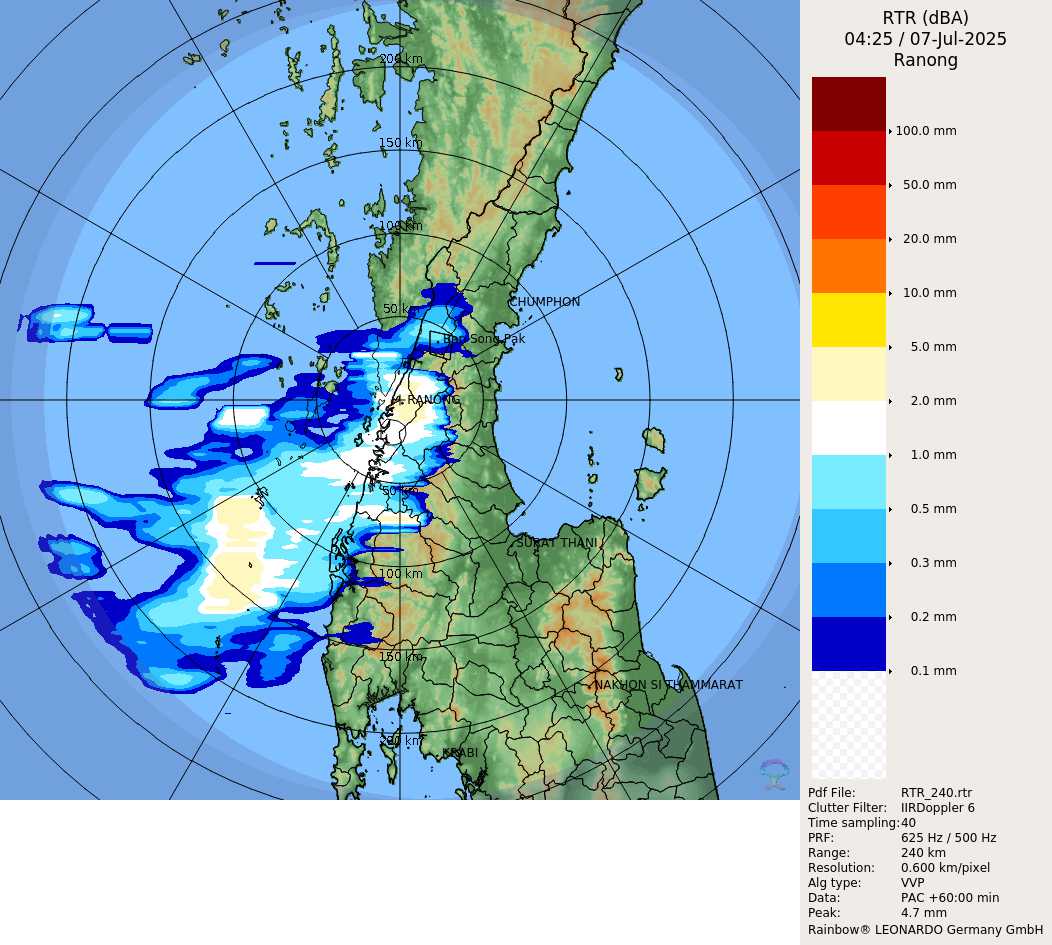 RTR (dBA)
04:25 / 07-Jul-2025
Ranong
200 km
150 km
100 km
50 km
CHUMPHON
Ban Song Pak
RANONG
50 km
SURAT THANI
100 km
150 km
NAKHON SI THAMMARAT
200 km
KRABI
100.0 mm
50.0 mm
20.0 mm
10.0 mm
5.0 mm
2.0 mm
1.0 mm
0.5 mm
0.3 mm
0.2 mm
0.1 mm
Pdf File: RTR_240.rtr
Clutter Filter: IIRDoppler 6
Time sampling:40
PRF: 625 Hz / 500 Hz
Range: 240 km
Resolution: 0.600 km/pixel
Alg type: VVP
Data: PAC +60:00 min
Peak: 4.7 mm
Rainbow® LEONARDO Germany GmbH